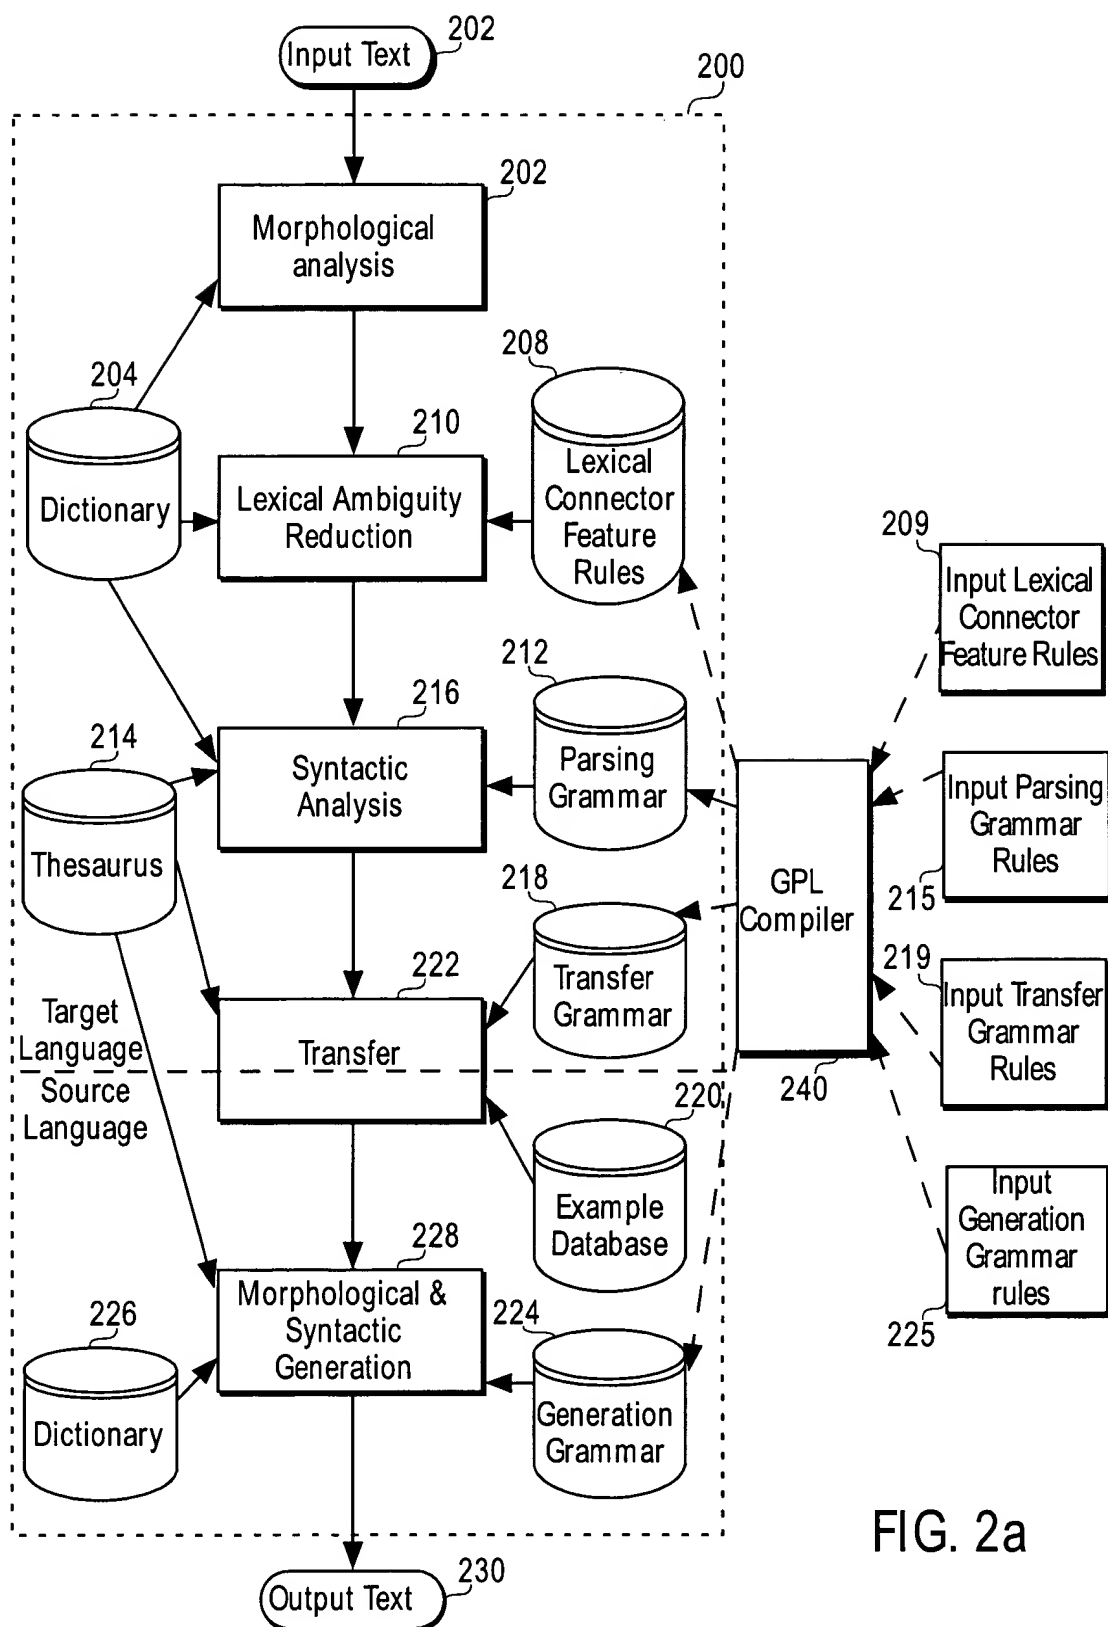 202
Input Text
200
202
Morphological
analysis
204
Dictionary
210
Lexical Ambiguity
Reduction
208
Lexical
Connector
Feature
Rules
209
Input Lexical
Connector
Feature Rules
212
Parsing
Grammar
216
Syntactic
Analysis
214
Thesaurus
GPL
Compiler
240
Input Parsing
Grammar
Rules
215
218
Transfer
Grammar
219
Input Transfer
Grammar
Rules
222
Transfer
Target
Language
Source
Language
220
Example
Database
Input
Generation
Grammar
rules
225
228
Morphological &
Syntactic
Generation
226
Dictionary
224
Generation
Grammar
230
Output Text
FIG. 2a